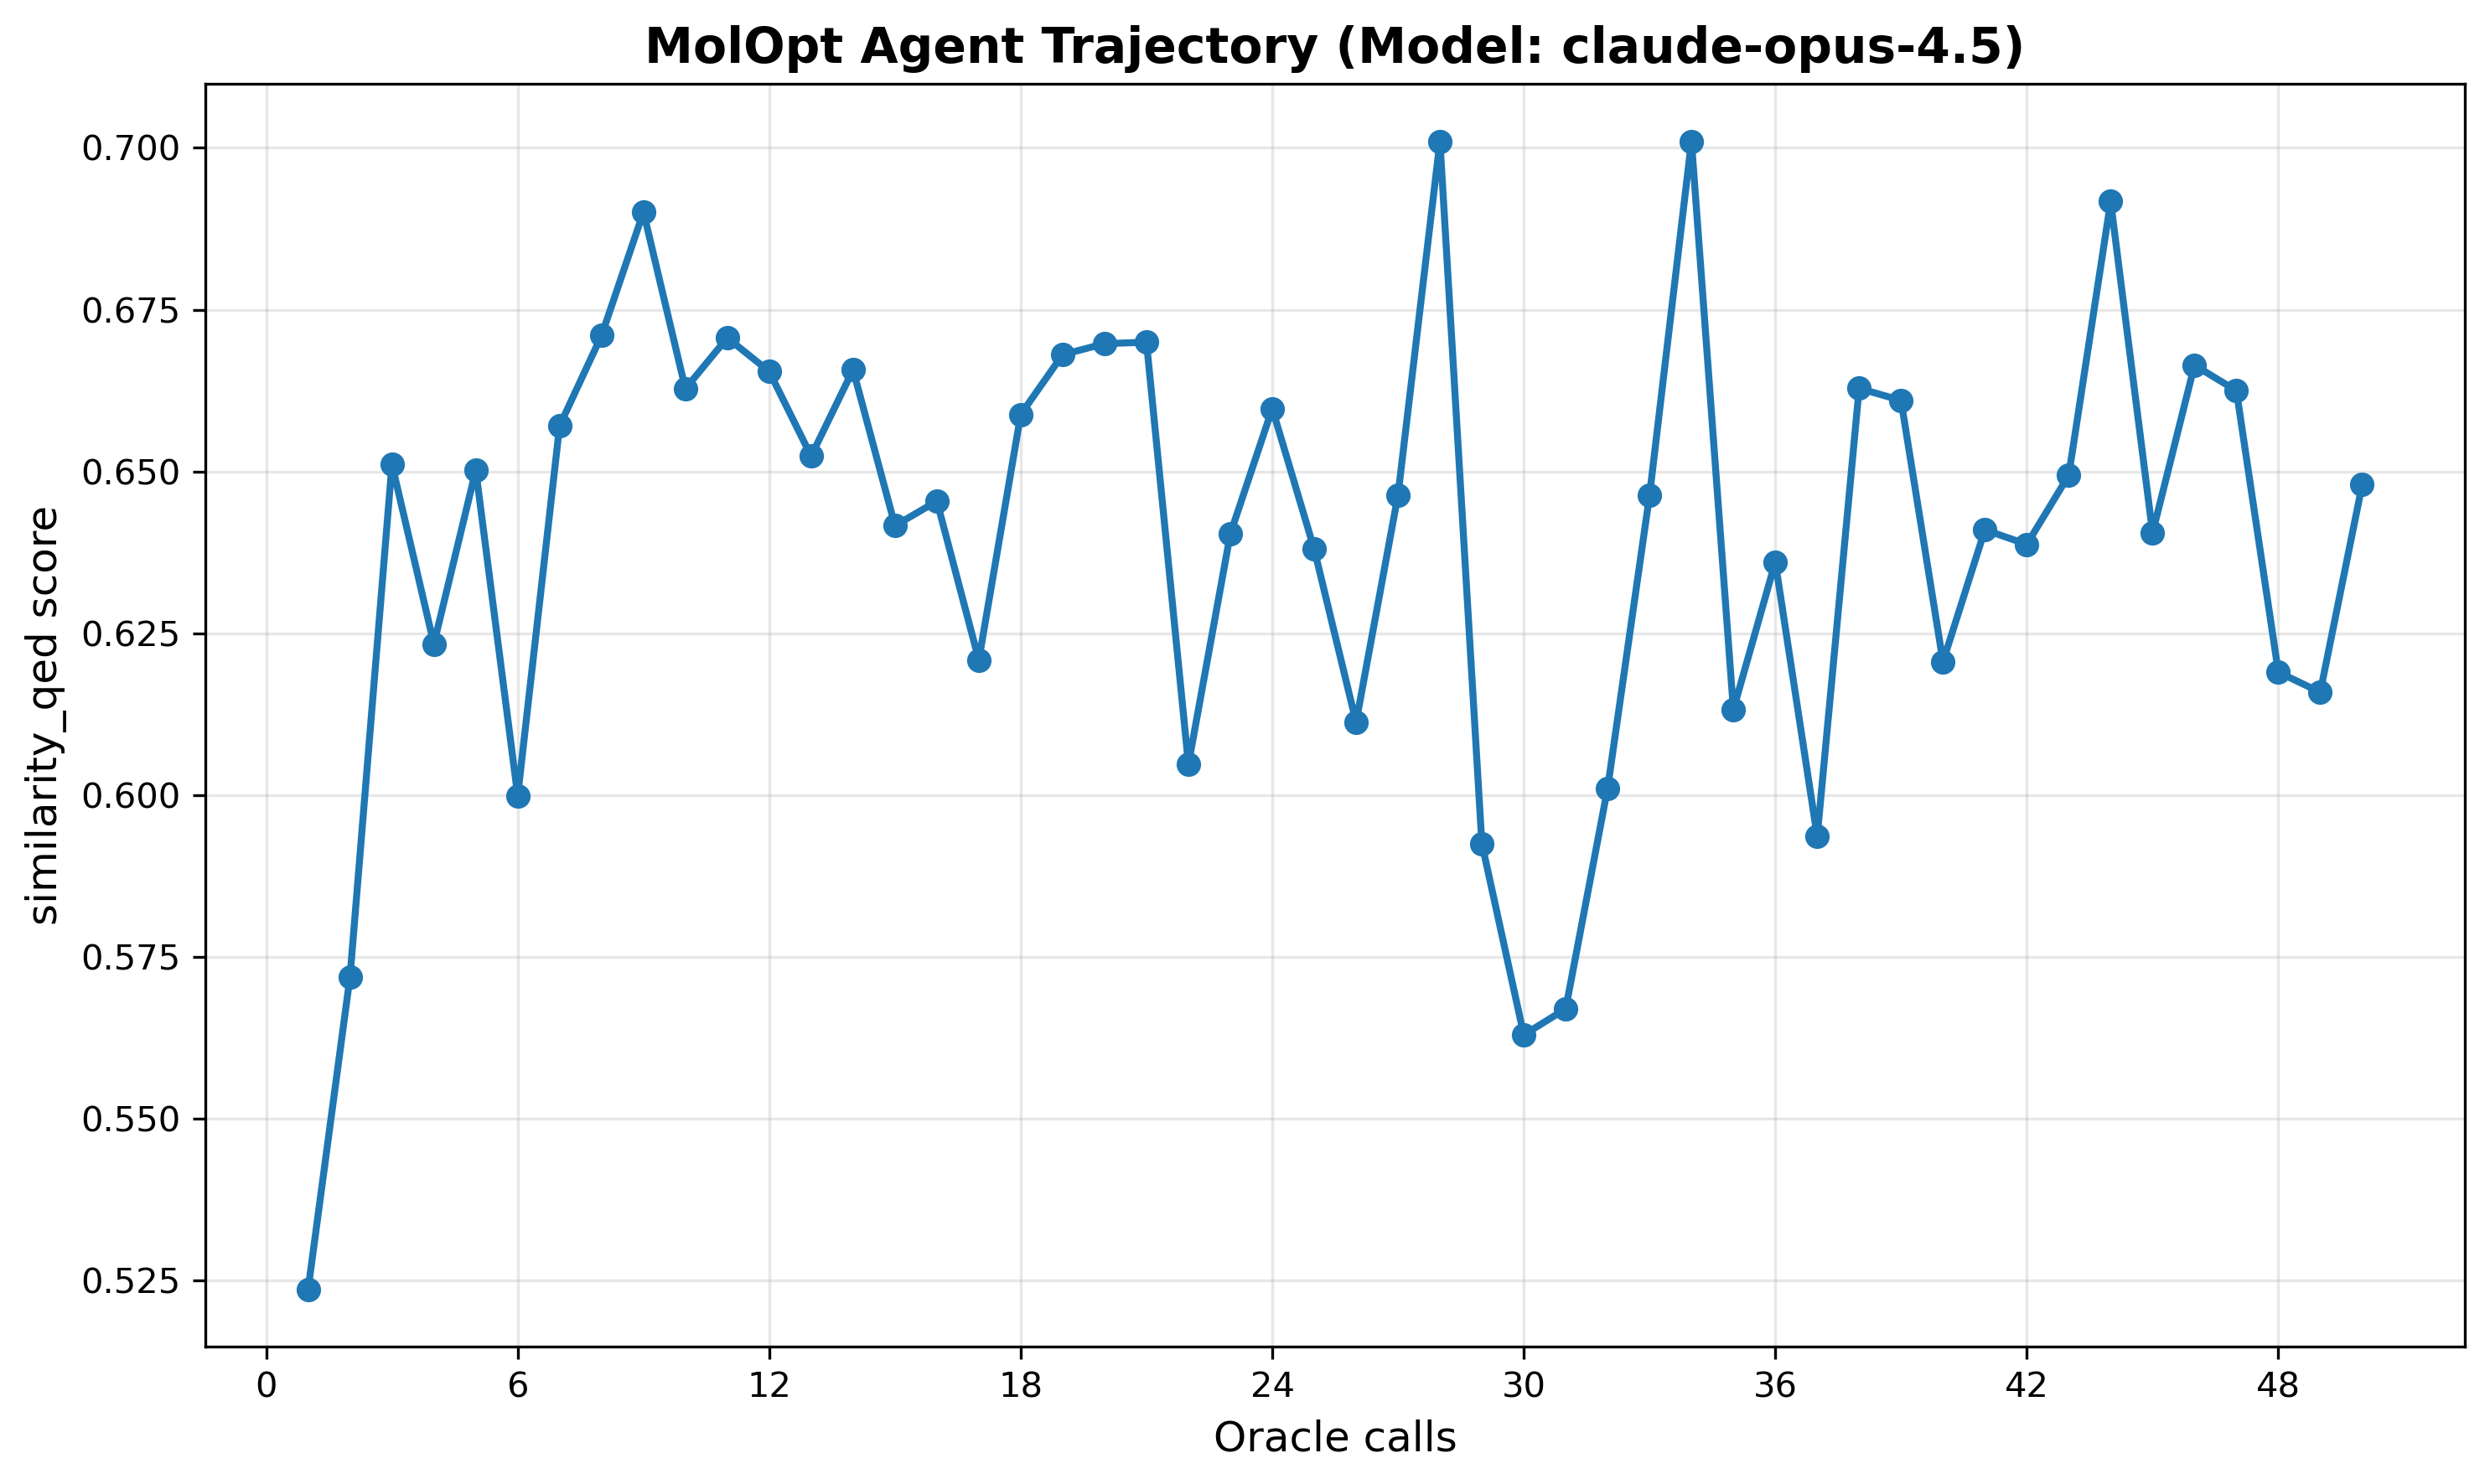 MolOpt Agent Trajectory (Model: claude-opus-4.5)
similarity_qed score
0.700
0.675
0.650
0.625
0.600
0.575
0.550
0.525
0 6 12 18 24 30 36 42 48
Oracle calls